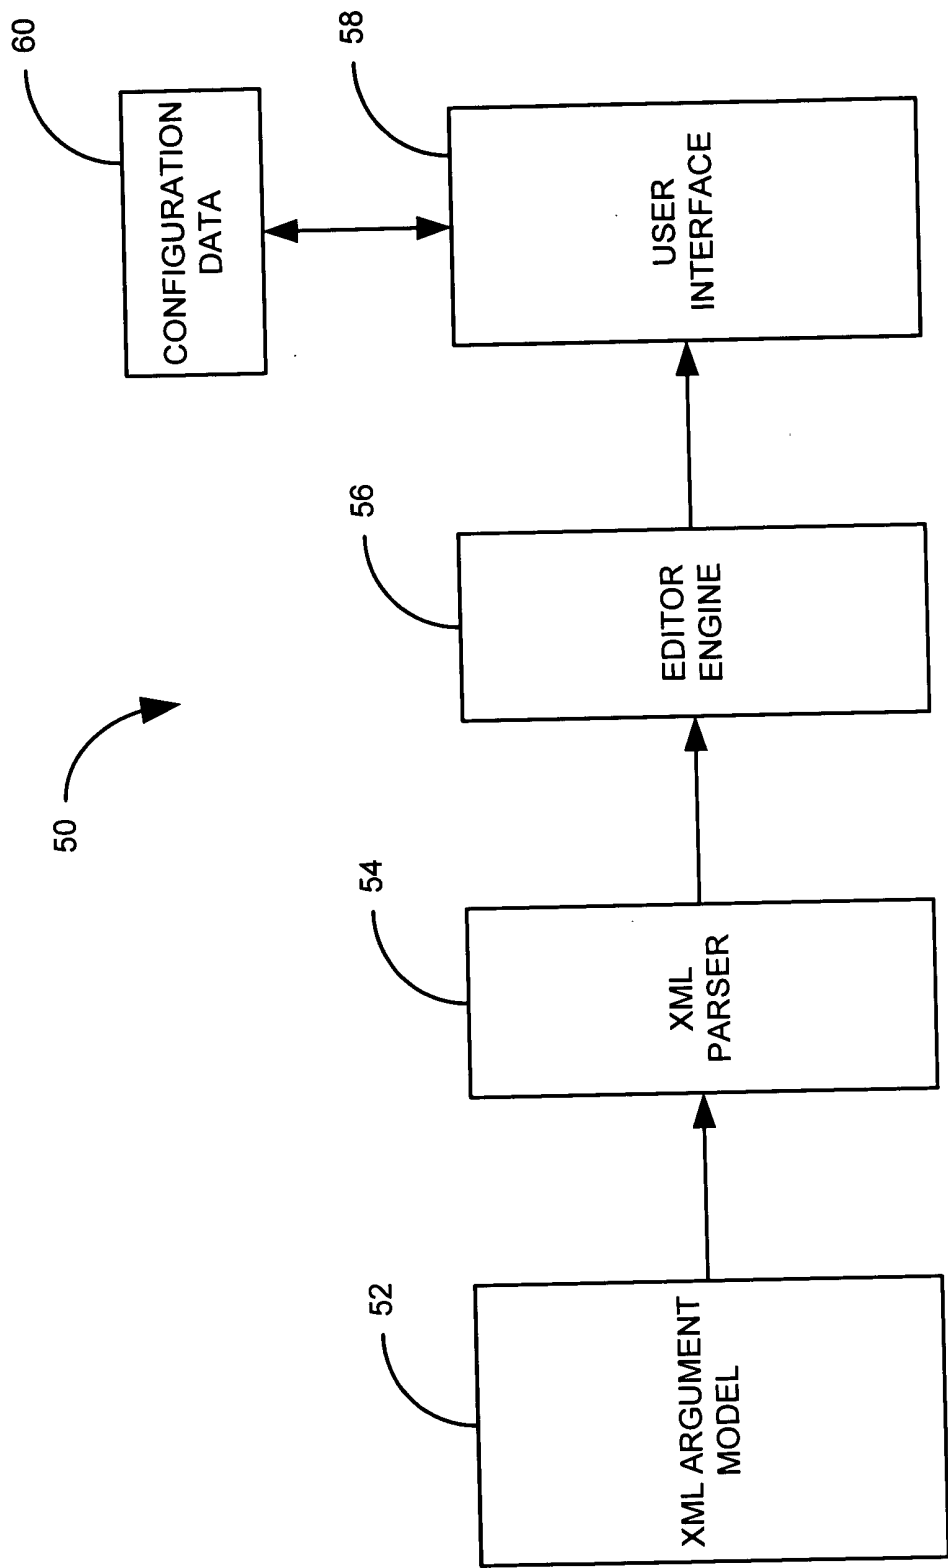 50
60
CONFIGURATION
DATA
52
XML ARGUMENT
MODEL
54
XML
PARSER
56
EDITOR
ENGINE
58
USER
INTERFACE